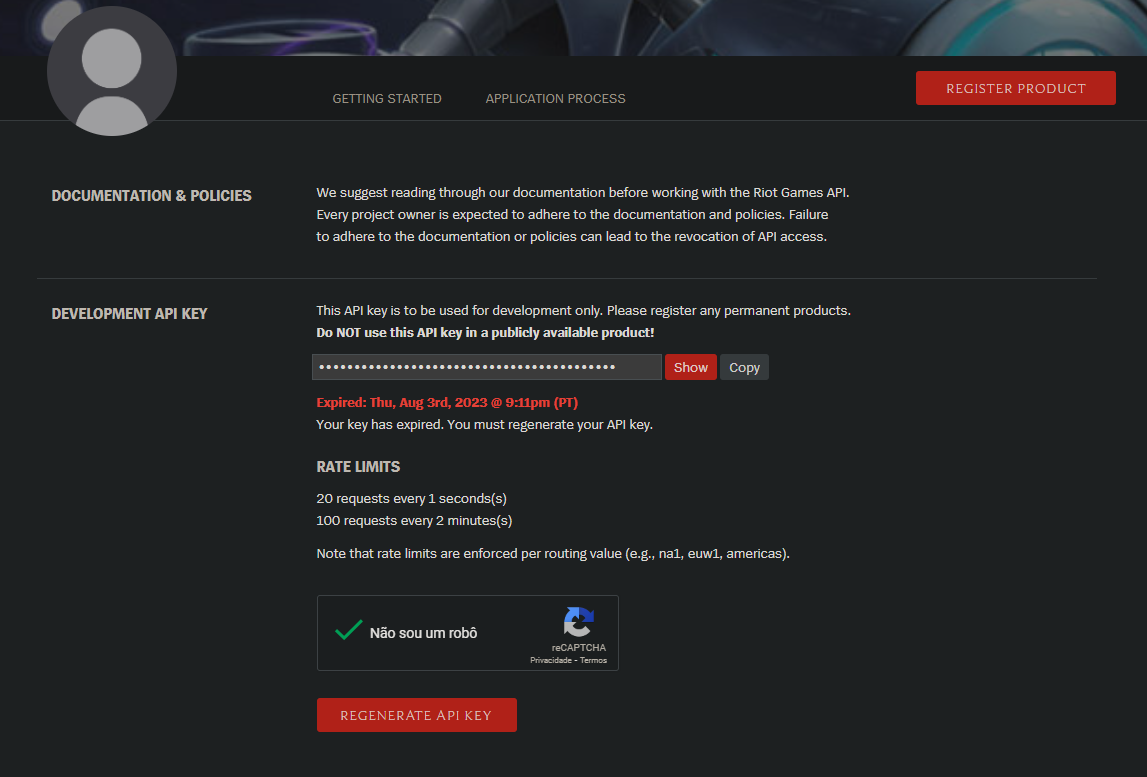 GETTING STARTED
APPLICATION PROCESS
REGISTER PRODUCT
DOCUMENTATION & POLICIES
We suggest reading through our documentation before working with the Riot Games API.
Every project owner is expected to adhere to the documentation and policies. Failure
to adhere to the documentation or policies can lead to the revocation of API access.
DEVELOPMENT API KEY
This API key is to be used for development only. Please register any permanent products.
Do NOT use this API key in a publicly available product!
Show
Copy
Expired: Thu, Aug 3rd, 2023 @ 9:11pm (PT)
Your key has expired. You must regenerate your API key.
RATE LIMITS
20 requests every 1 seconds(s)
100 requests every 2 minutes(s)
Note that rate limits are enforced per routing value (e.g., na1, euw1, americas).
Não sou um robô
reCAPTCHA
Privacidade - Termos
REGENERATE API KEY